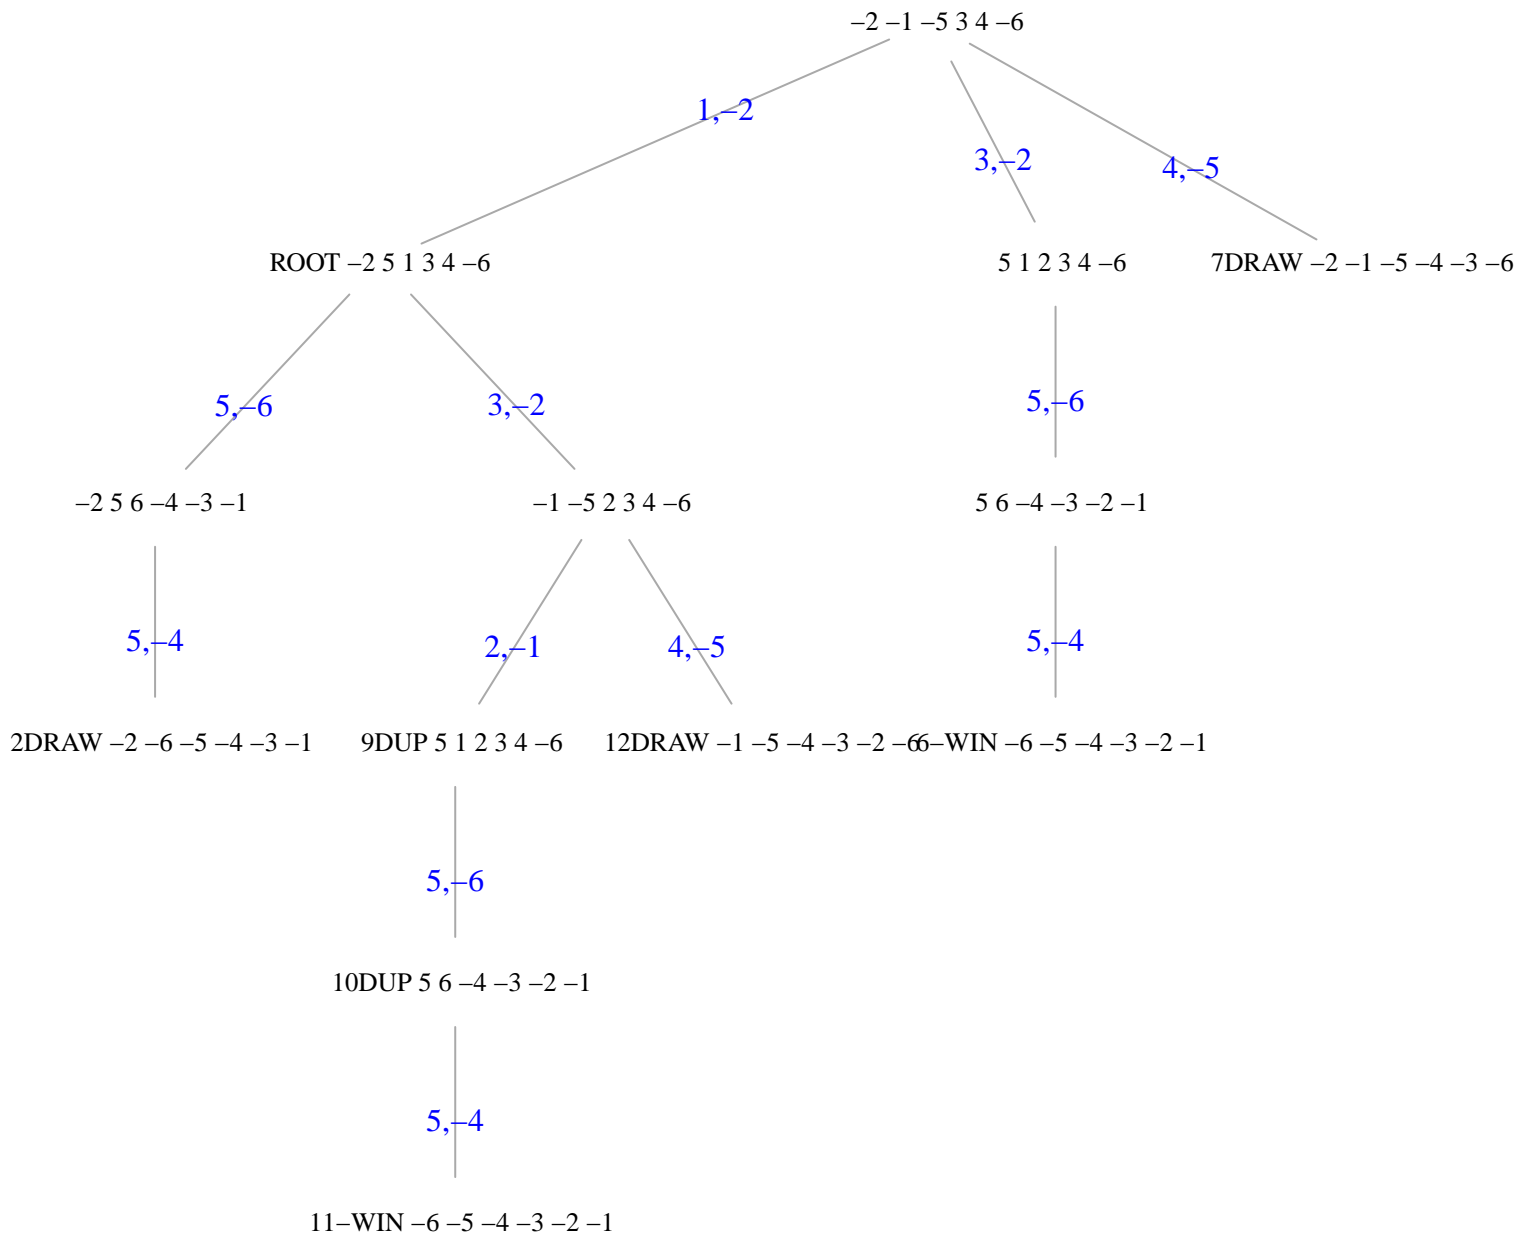 –2 –1 –5 3 4 –6
1,–2
3,–2
4,–5
ROOT –2 5 1 3 4 –6
5 1 2 3 4 –6
7DRAW –2 –1 –5 –4 –3 –6
5,–6
3,–2
5,–6
–2 5 6 –4 –3 –1
–1 –5 2 3 4 –6
5 6 –4 –3 –2 –1
5,–4
2,–1
4,–5
5,–4
2DRAW –2 –6 –5 –4 –3 –1
9DUP 5 1 2 3 4 –6
12DRAW –1 –5 –4 –3 –2 –6
6–WIN –6 –5 –4 –3 –2 –1
5,–6
10DUP 5 6 –4 –3 –2 –1
5,–4
11–WIN –6 –5 –4 –3 –2 –1